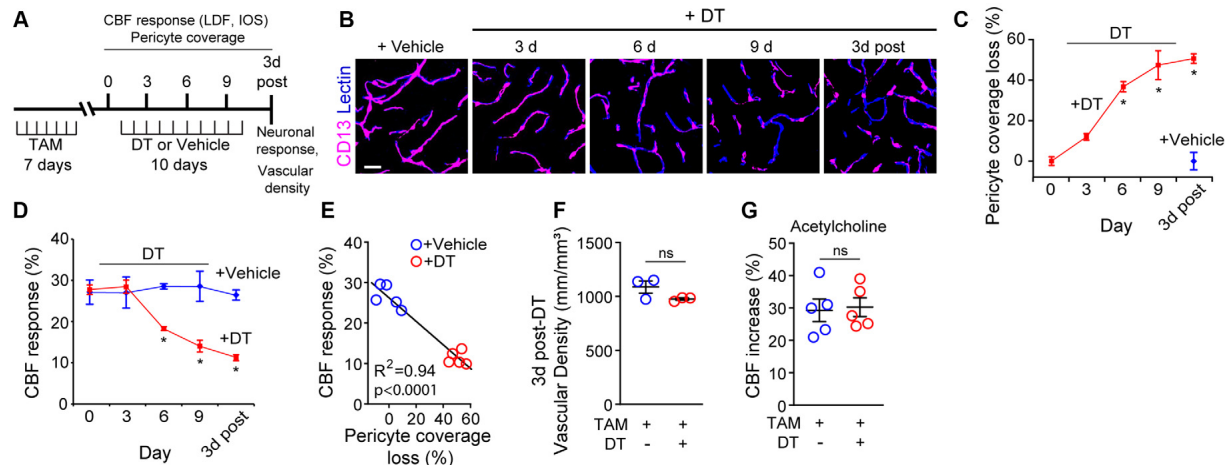 A
CBF response (LDF, IOS)
Pericyte coverage
3d
post
0 3 6 9
TAM
7 days
DT or Vehicle
10 days
Neuronal
response,
Vascular
density
B
+ DT
+ Vehicle 3 d 6 d 9 d 3d post
CD13 Lectin
C
Pericyte coverage loss (%)
60
40
20
0
DT
+DT
* * *
+Vehicle
0 3 6 9 3d post
Day
D
CBF response (%)
40
30
20
10
0
DT
+Vehicle
+DT
* * *
0 3 6 9 3d post
Day
E
CBF response (%)
40
30
20
10
0
+Vehicle
+DT
R²=0.94
p<0.0001
0 20 40 60
Pericyte coverage
loss (%)
F
3d post-DT
Vascular Density (mm/mm³)
1500
1000
500
0
ns
TAM + +
DT - +
G
Acetylcholine
CBF increase (%)
50
40
30
20
10
0
ns
TAM + +
DT - +